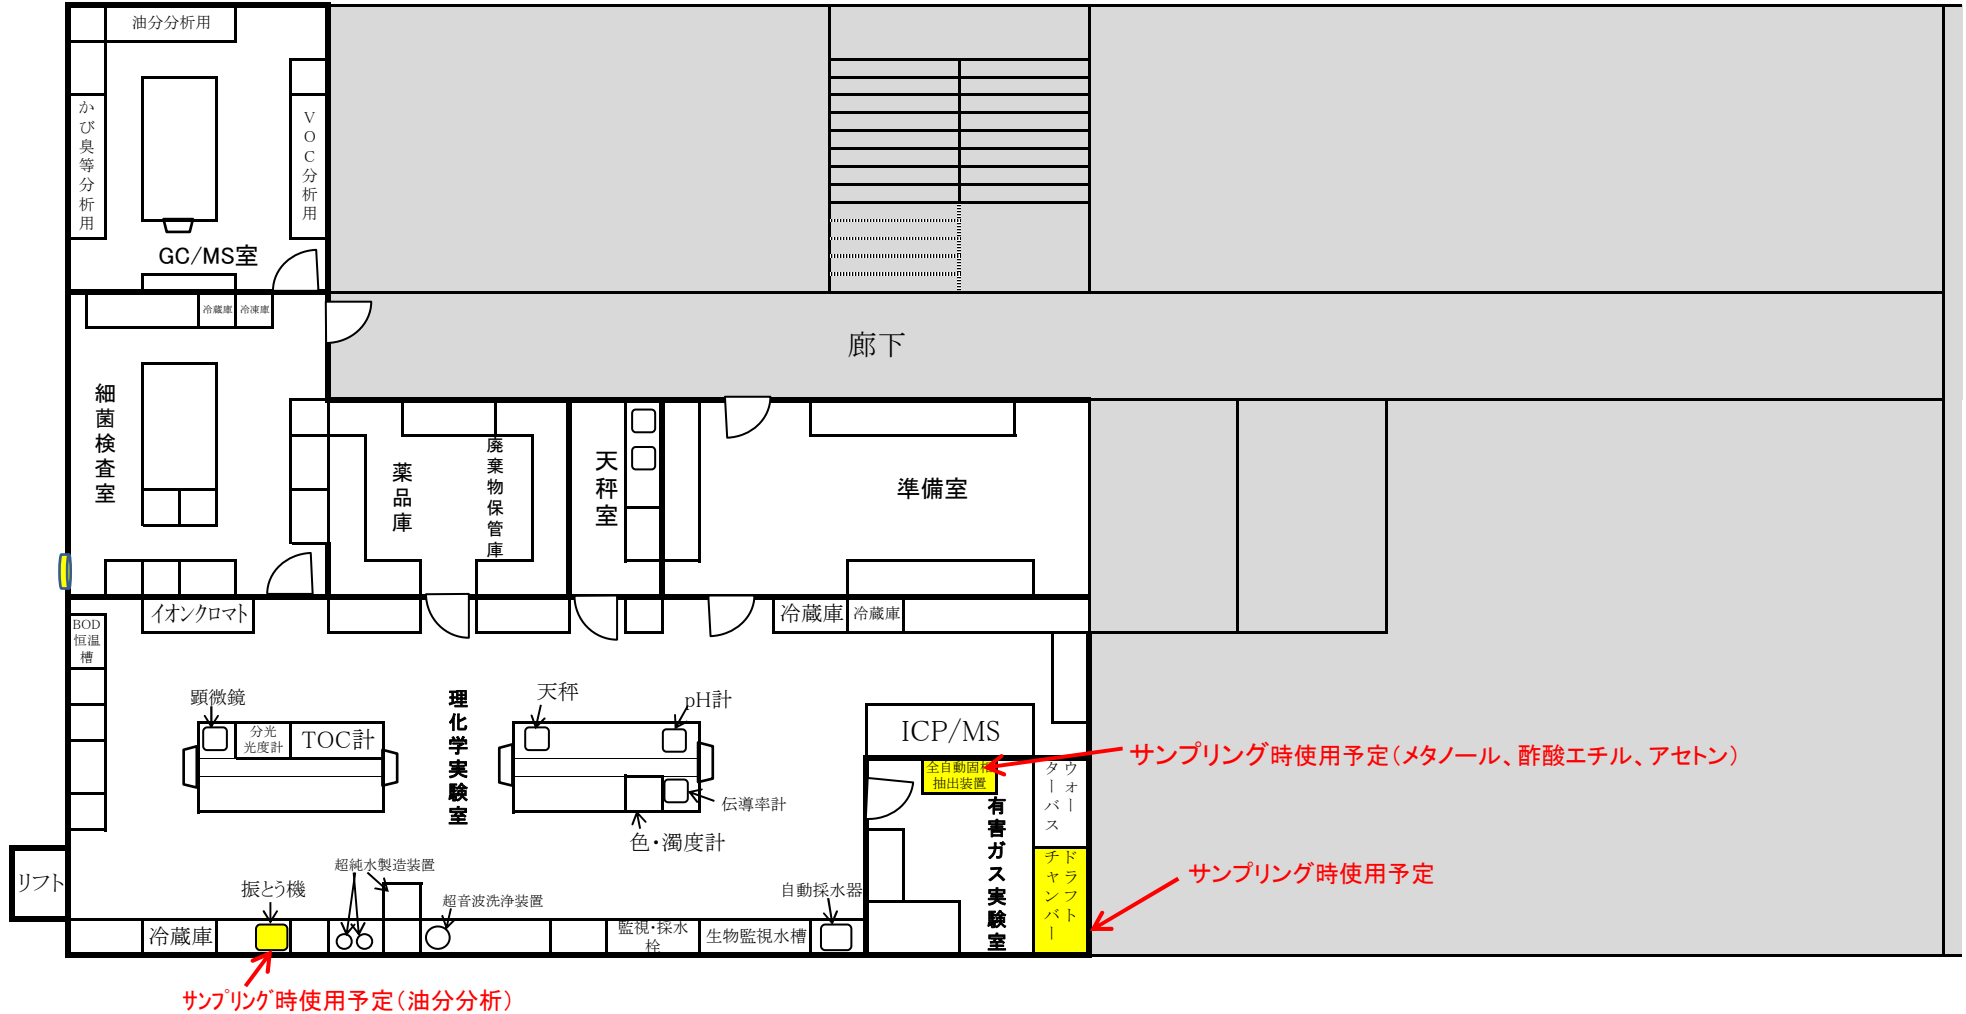 油分分析用
かび臭等分析用
VOC分析用
GC/MS室
冷蔵庫
冷凍庫
廊下
細菌検査室
薬品庫
廃棄物保管庫
天秤室
準備室
イオンクロマト
冷蔵庫
冷蔵庫
BOD
恒温
槽
顕微鏡
分光
光度計
TOC計
理化学実験室
天秤
pH計
伝導率計
色・濁度計
ICP/MS
全自動固相
抽出装置
サンプリング時使用予定(メタノール、酢酸エチル、アセトン)
ウォー
ターバス
有害ガス実験室
ドラフト
チャンバー
サンプリング時使用予定
リフト
振とう機
超純水製造装置
超音波洗浄装置
自動採水器
冷蔵庫
監視・採水
栓
生物監視水槽
サンプリング時使用予定(油分分析)